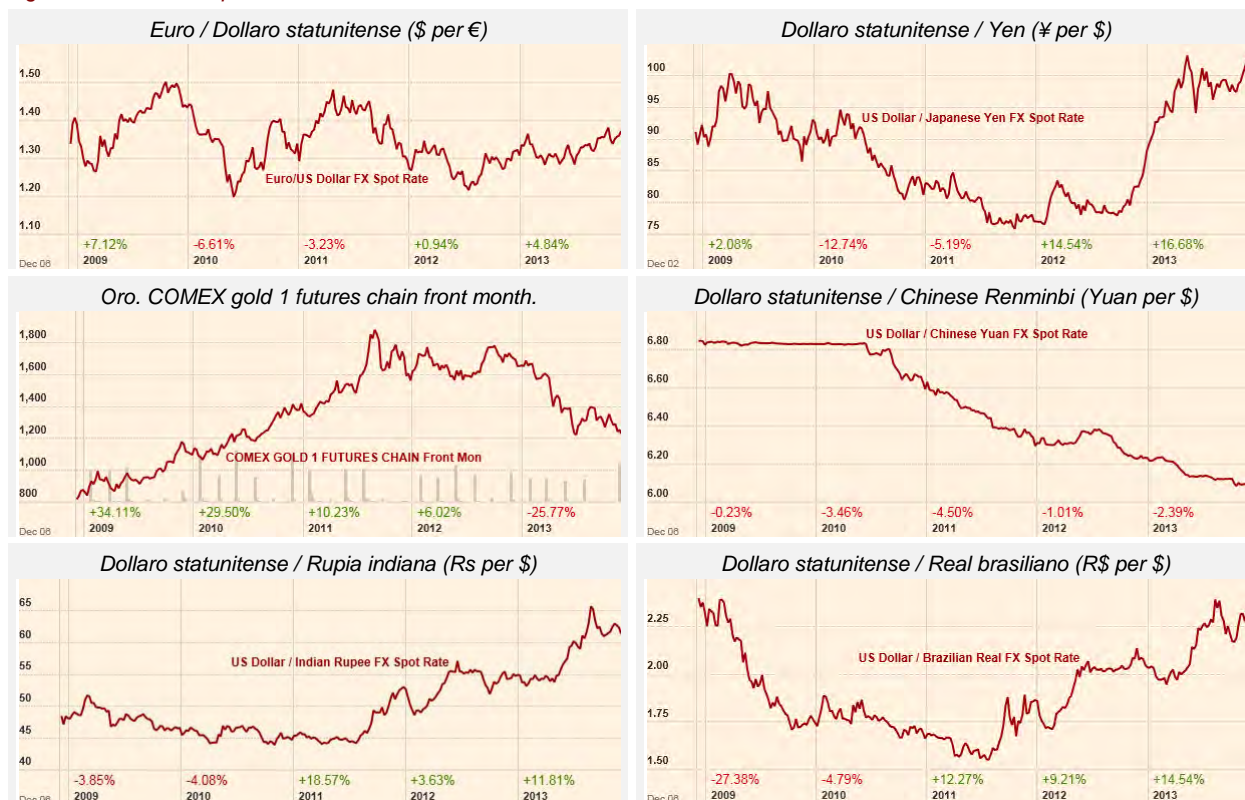 Euro / Dollaro statunitense ($ per €)
1.50
1.40
1.30
1.20
1.10
Euro/US Dollar FX Spot Rate
+7.12% -6.61% -3.23% +0.94% +4.84%
2009 2010 2011 2012 2013
Dollaro statunitense / Yen (¥ per $)
100
95
90
85
80
75
US Dollar / Japanese Yen FX Spot Rate
+2.08% -12.74% -5.19% +14.54% +16.68%
Dec 02 2009 2010 2011 2012 2013
Oro. COMEX gold 1 futures chain front month.
1,800
1,600
1,400
1,200
1,000
800
COMEX GOLD 1 FUTURES CHAIN Front Mon
+34.11% +29.50% +10.23% +6.02% -25.77%
2009 2010 2011 2012 2013
Dollaro statunitense / Chinese Renminbi (Yuan per $)
US Dollar / Chinese Yuan FX Spot Rate
6.80
6.60
6.40
6.20
6.00
-0.23% -3.46% -4.50% -1.01% -2.39%
2009 2010 2011 2012 2013
Dollaro statunitense / Rupia indiana (Rs per $)
65
60
55
50
45
40
US Dollar / Indian Rupee FX Spot Rate
-3.85% -4.08% +18.57% +3.63% +11.81%
2009 2010 2011 2012 2013
Dollaro statunitense / Real brasiliano (R$ per $)
2.25
2.00
1.75
1.50
US Dollar / Brazilian Real FX Spot Rate
-27.38% -4.79% +12.27% +9.21% +14.54%
2009 2010 2011 2012 2013